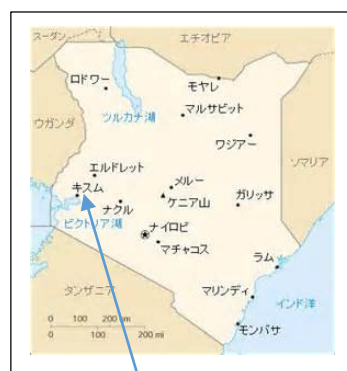 スーダン
エチオピア
ロドワー
モヤレ
ツルカナ湖
マルサビット
ウガンダ
ワジアー
ソマリア
エルドレット
メルー
キスム
ケニア山
ガリッサ
ナクル
ビクトリア湖
ナイロビ
マチャコス
ラム
タンザニア
マリンディ
インド洋
0 100 200 km
0 100 200 mi
モンバサ